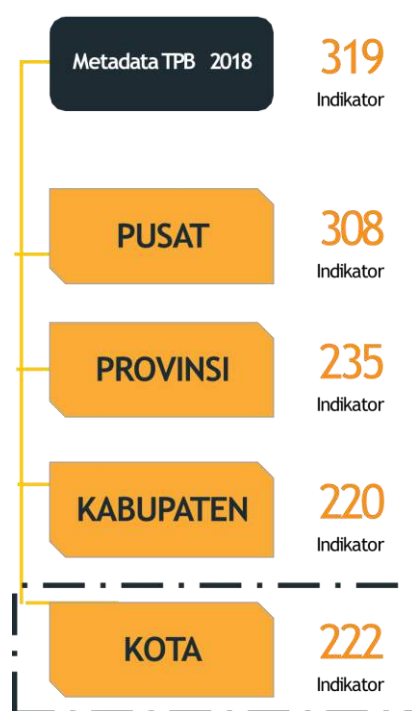 Metadata TPB 2018
319
Indikator
PUSAT
308
Indikator
PROVINSI
235
Indikator
KABUPATEN
220
Indikator
KOTA
222
Indikator